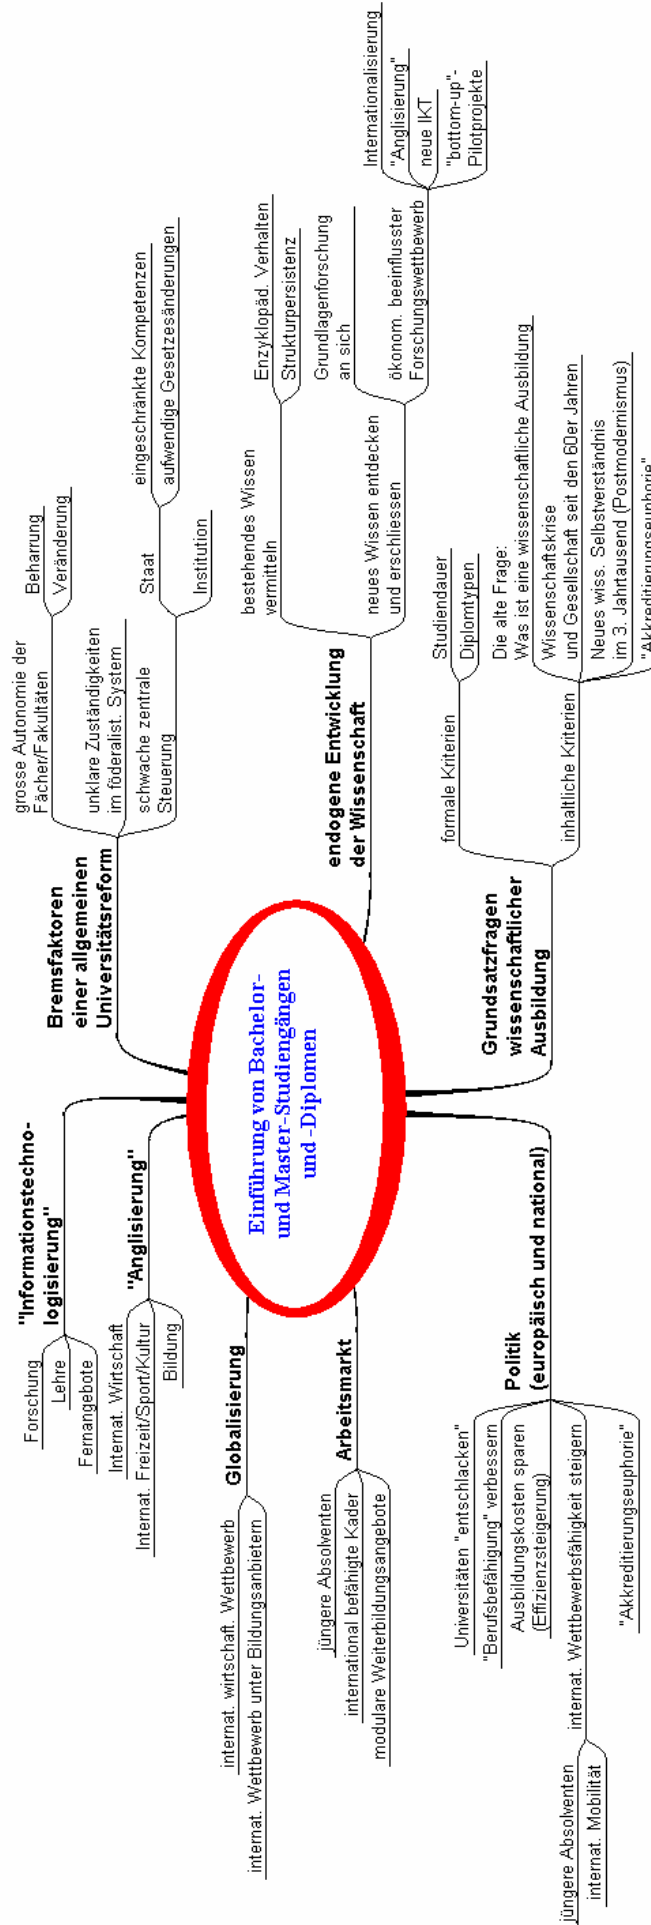 Einführung von Bachelor-
und Master-Studiengängen
und -Diplomen
"Informationstechno-
logisierung"
Forschung
Lehre
Fernangebote
"Anglisierung"
Internat. Wirtschaft
Internat. Freizeit/Sport/Kultur
Bildung
Globalisierung
internat. wirtschaft. Wettbewerb
internat. Wettbewerb unter Bildungsanbietern
Arbeitsmarkt
jüngere Absolventen
international befähigte Kader
modulare Weiterbildungsangebote
Politik
(europäisch und national)
Universitäten "entschlacken"
"Berufsbefähigung" verbessern
Ausbildungskosten sparen
(Effizienzsteigerung)
internat. Wettbewerbsfähigkeit steigern
jüngere Absolventen
internat. Mobilität
"Akkreditierungseuphorie"
Bremsfaktoren
einer allgemeinen
Universitätsreform
grosse Autonomie der
Fächer/Fakultäten
Beharrung
Veränderung
unklare Zuständigkeiten
im föderalist. System
schwache zentrale
Steuerung
Staat
eingeschränkte Kompetenzen
aufwendige Gesetzesänderungen
Institution
endogene Entwicklung
der Wissenschaft
bestehendes Wissen
vermitteln
Enzyklopäd. Verhalten
Strukturpersistenz
neues Wissen entdecken
und erschliessen
Grundlagenforschung
an sich
ökonom. beeinflusster
Forschungswettbewerb
Internationalisierung
"Anglisierung"
neue IKT
"bottom-up"-
Pilotprojekte
Grundsatzfragen
wissenschaftlicher
Ausbildung
formale Kriterien
Studiendauer
Diplomtypen
inhaltliche Kriterien
Die alte Frage:
Was ist eine wissenschaftliche Ausbildung
Wissenschaftskrise
und Gesellschaft seit den 60er Jahren
Neues wiss. Selbstverständnis
im 3. Jahrtausend (Postmodernismus)
"Akkreditierungseuphorie"